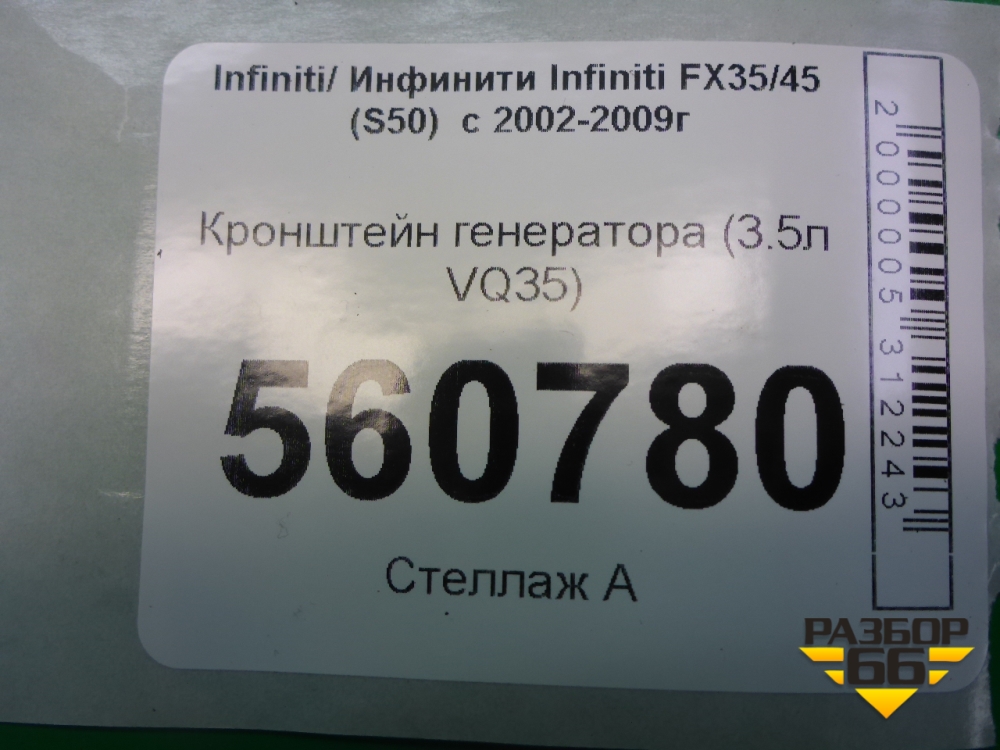 Infiniti/ Инфинити Infiniti FX35/45
(S50) с 2002-2009г
Кронштейн генератора (3.5л
VQ35)
560780
Стеллаж А
2000005312243
РАЗБОР
66